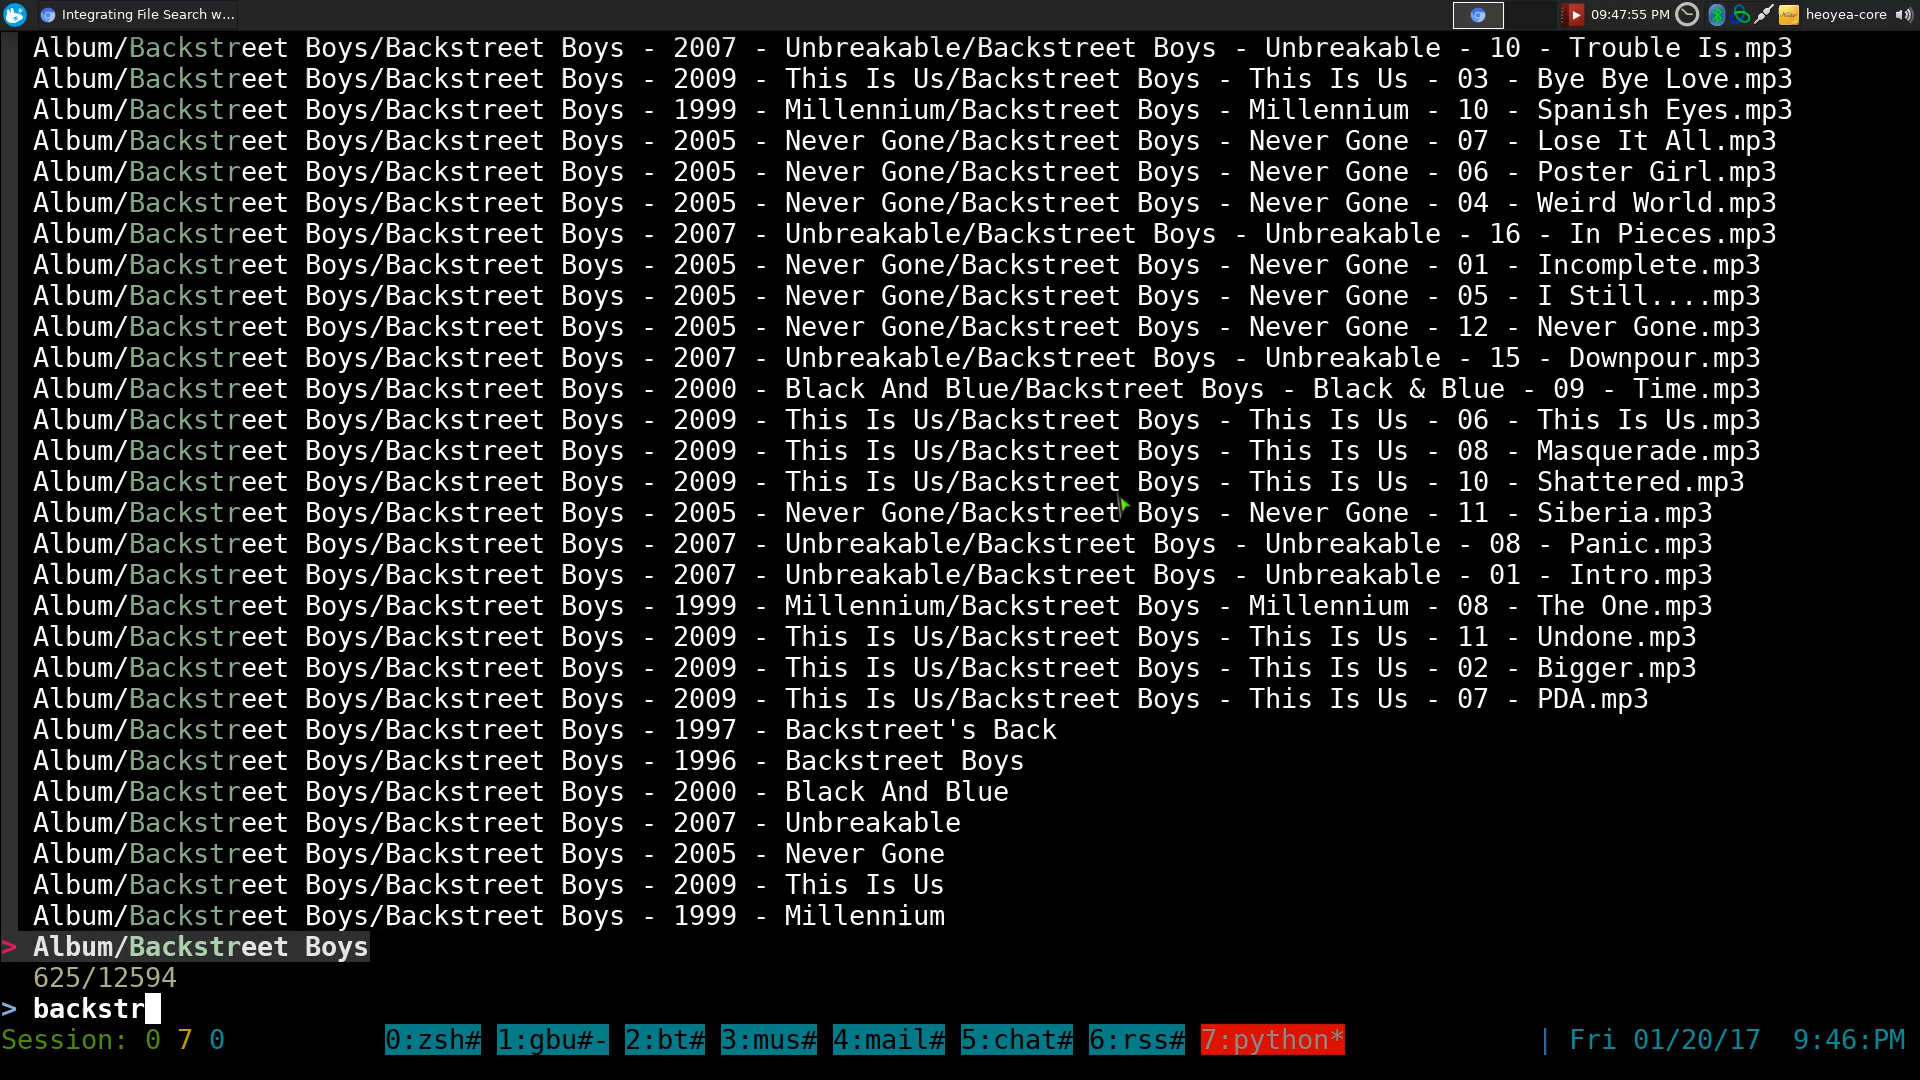 Integrating File Search w... 09:47:55 PM heoyea-core
Album/Backstreet Boys/Backstreet Boys - 2007 - Unbreakable/Backstreet Boys - Unbreakable - 10 - Trouble Is.mp3
Album/Backstreet Boys/Backstreet Boys - 2009 - This Is Us/Backstreet Boys - This Is Us - 03 - Bye Bye Love.mp3
Album/Backstreet Boys/Backstreet Boys - 1999 - Millennium/Backstreet Boys - Millennium - 10 - Spanish Eyes.mp3
Album/Backstreet Boys/Backstreet Boys - 2005 - Never Gone/Backstreet Boys - Never Gone - 07 - Lose It All.mp3
Album/Backstreet Boys/Backstreet Boys - 2005 - Never Gone/Backstreet Boys - Never Gone - 06 - Poster Girl.mp3
Album/Backstreet Boys/Backstreet Boys - 2005 - Never Gone/Backstreet Boys - Never Gone - 04 - Weird World.mp3
Album/Backstreet Boys/Backstreet Boys - 2007 - Unbreakable/Backstreet Boys - Unbreakable - 16 - In Pieces.mp3
Album/Backstreet Boys/Backstreet Boys - 2005 - Never Gone/Backstreet Boys - Never Gone - 01 - Incomplete.mp3
Album/Backstreet Boys/Backstreet Boys - 2005 - Never Gone/Backstreet Boys - Never Gone - 05 - I Still....mp3
Album/Backstreet Boys/Backstreet Boys - 2005 - Never Gone/Backstreet Boys - Never Gone - 12 - Never Gone.mp3
Album/Backstreet Boys/Backstreet Boys - 2007 - Unbreakable/Backstreet Boys - Unbreakable - 15 - Downpour.mp3
Album/Backstreet Boys/Backstreet Boys - 2000 - Black And Blue/Backstreet Boys - Black & Blue - 09 - Time.mp3
Album/Backstreet Boys/Backstreet Boys - 2009 - This Is Us/Backstreet Boys - This Is Us - 06 - This Is Us.mp3
Album/Backstreet Boys/Backstreet Boys - 2009 - This Is Us/Backstreet Boys - This Is Us - 08 - Masquerade.mp3
Album/Backstreet Boys/Backstreet Boys - 2009 - This Is Us/Backstreet Boys - This Is Us - 10 - Shattered.mp3
Album/Backstreet Boys/Backstreet Boys - 2005 - Never Gone/Backstreet Boys - Never Gone - 11 - Siberia.mp3
Album/Backstreet Boys/Backstreet Boys - 2007 - Unbreakable/Backstreet Boys - Unbreakable - 08 - Panic.mp3
Album/Backstreet Boys/Backstreet Boys - 2007 - Unbreakable/Backstreet Boys - Unbreakable - 01 - Intro.mp3
Album/Backstreet Boys/Backstreet Boys - 1999 - Millennium/Backstreet Boys - Millennium - 08 - The One.mp3
Album/Backstreet Boys/Backstreet Boys - 2009 - This Is Us/Backstreet Boys - This Is Us - 11 - Undone.mp3
Album/Backstreet Boys/Backstreet Boys - 2009 - This Is Us/Backstreet Boys - This Is Us - 02 - Bigger.mp3
Album/Backstreet Boys/Backstreet Boys - 2009 - This Is Us/Backstreet Boys - This Is Us - 07 - PDA.mp3
Album/Backstreet Boys/Backstreet Boys - 1997 - Backstreet's Back
Album/Backstreet Boys/Backstreet Boys - 1996 - Backstreet Boys
Album/Backstreet Boys/Backstreet Boys - 2000 - Black And Blue
Album/Backstreet Boys/Backstreet Boys - 2007 - Unbreakable
Album/Backstreet Boys/Backstreet Boys - 2005 - Never Gone
Album/Backstreet Boys/Backstreet Boys - 2009 - This Is Us
Album/Backstreet Boys/Backstreet Boys - 1999 - Millennium
> Album/Backstreet Boys
625/12594
> backstr
Session: 0 7 0 0:zsh# 1:gbu#- 2:bt# 3:mus# 4:mail# 5:chat# 6:rss# 7:python* | Fri 01/20/17 9:46:PM